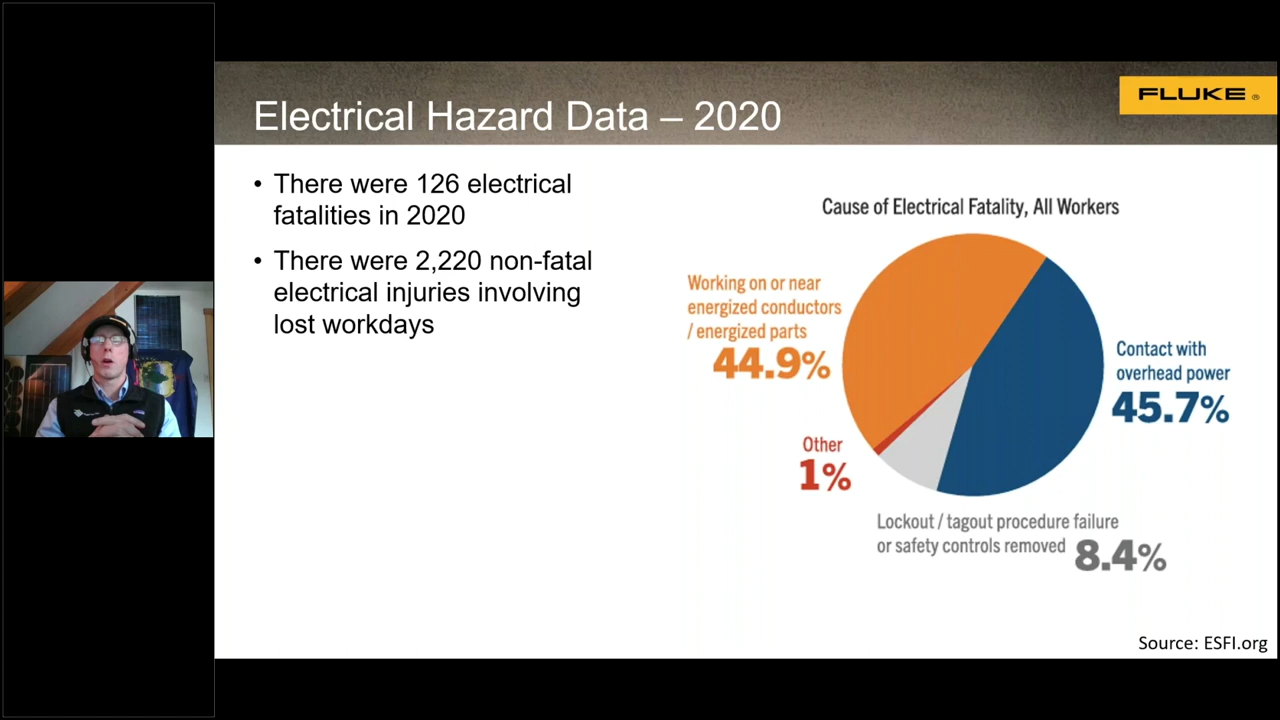 FLUKE ®
Electrical Hazard Data – 2020
• There were 126 electrical
fatalities in 2020
• There were 2,220 non-fatal
electrical injuries involving
lost workdays
Cause of Electrical Fatality, All Workers
Working on or near
energized conductors
/ energized parts
44.9%
Contact with
overhead power
45.7%
Other
1%
Lockout / tagout procedure failure
or safety controls removed 8.4%
Source: ESFI.org